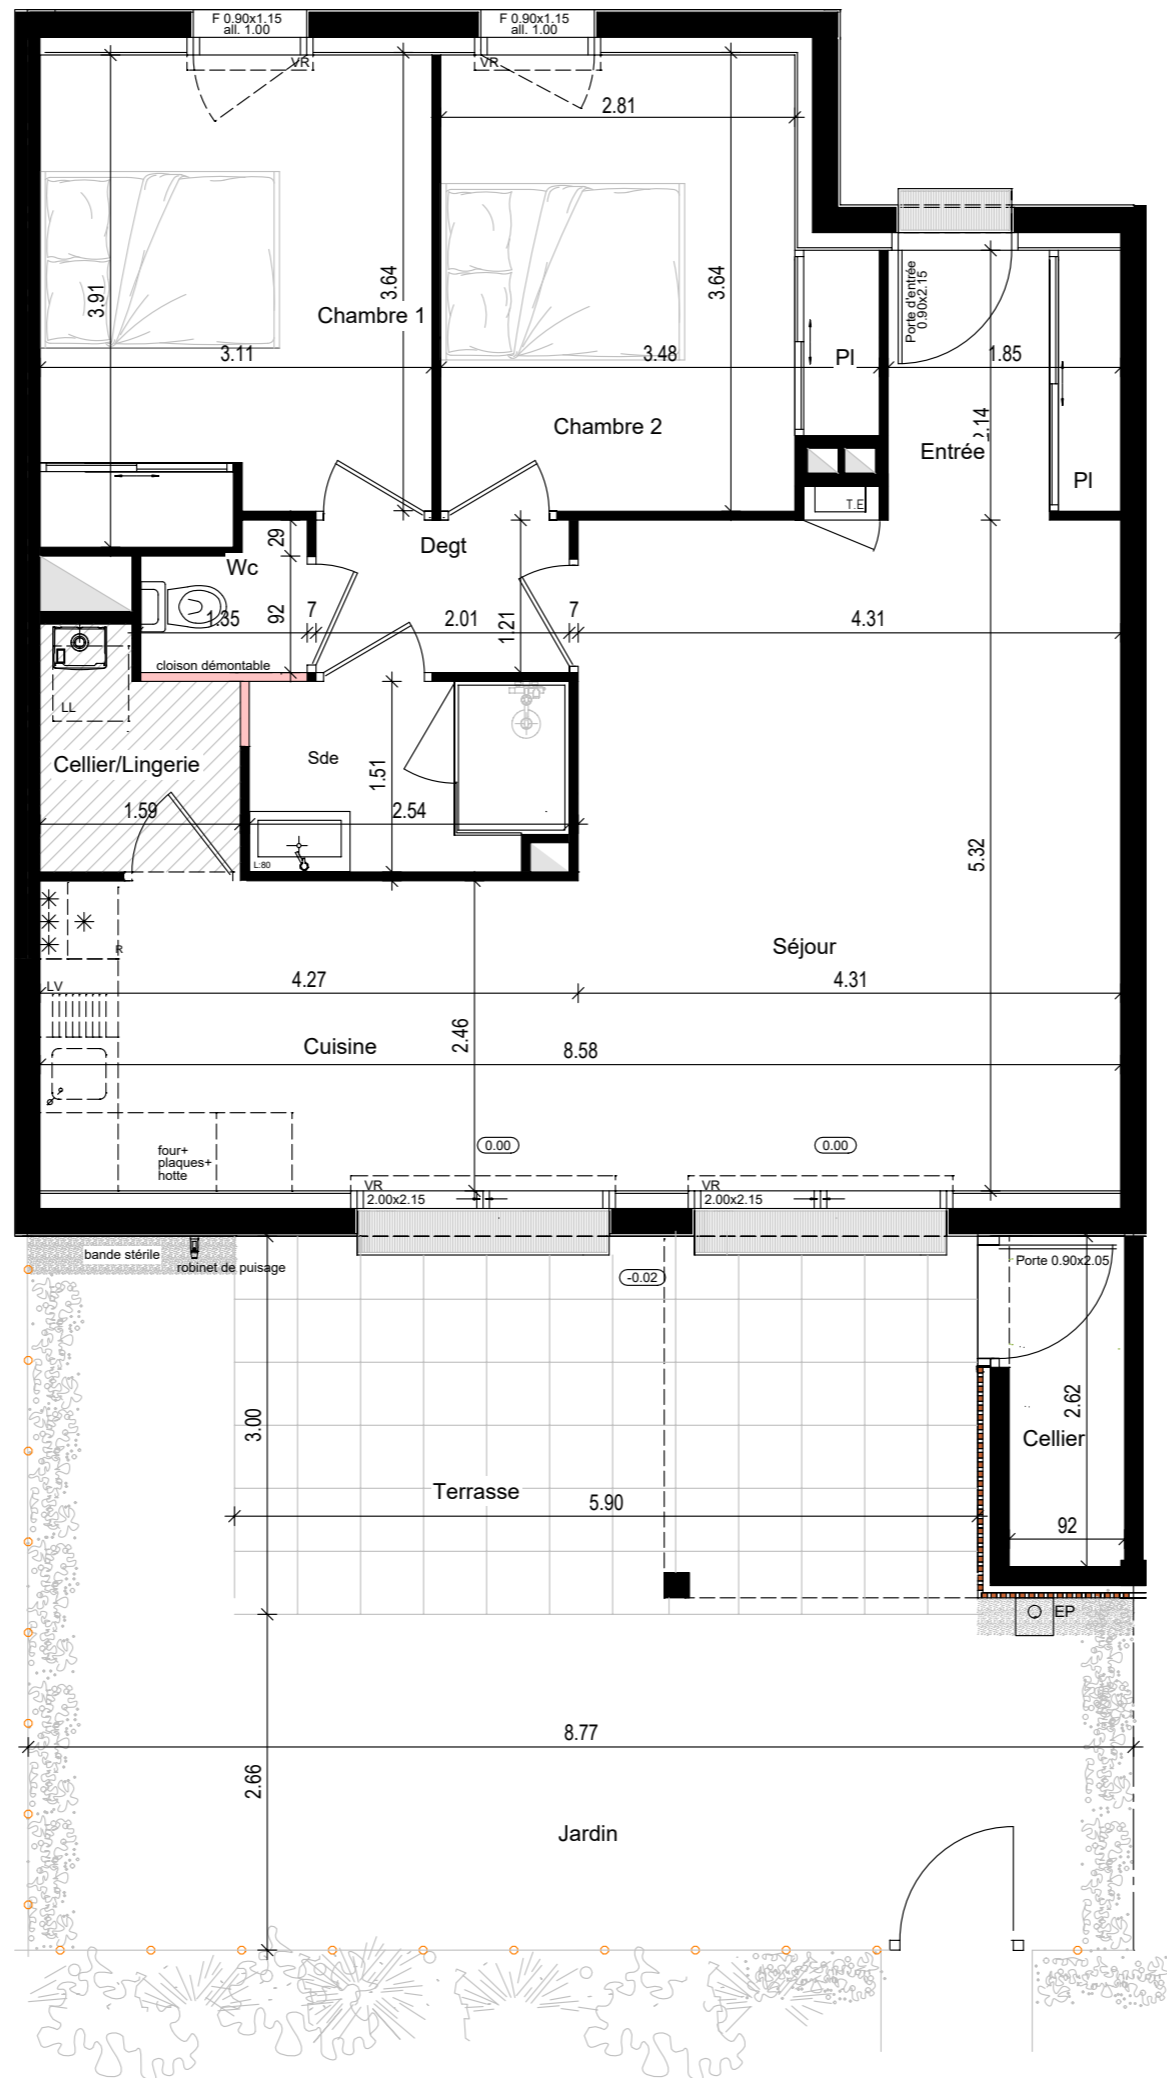 F 0.90x1.15
all. 1.00
F 0.90x1.15
all. 1.00
VR
VR
2.81
3.91
3.64
3.64
Porte d'entrée
0.90x2.15
Chambre 1
3.11
3.48
Pl
1.85
Chambre 2
2.14
Entrée
Pl
T.E
29
Degt
Wc
92
1.35
7
2.01
1.21
7
4.31
cloison démontable
LL
Cellier/Lingerie
Sde
1.51
1.59
2.54
L:80
5.32
R
Séjour
LV
4.27
4.31
2.46
Cuisine
8.58
four+
plaques+
hotte
0.00
0.00
VR
2.00x2.15
VR
2.00x2.15
bande stérile
robinet de puisage
-0.02
Porte 0.90x2.05
3.00
2.62
Cellier
Terrasse
5.90
92
EP
8.77
2.66
Jardin